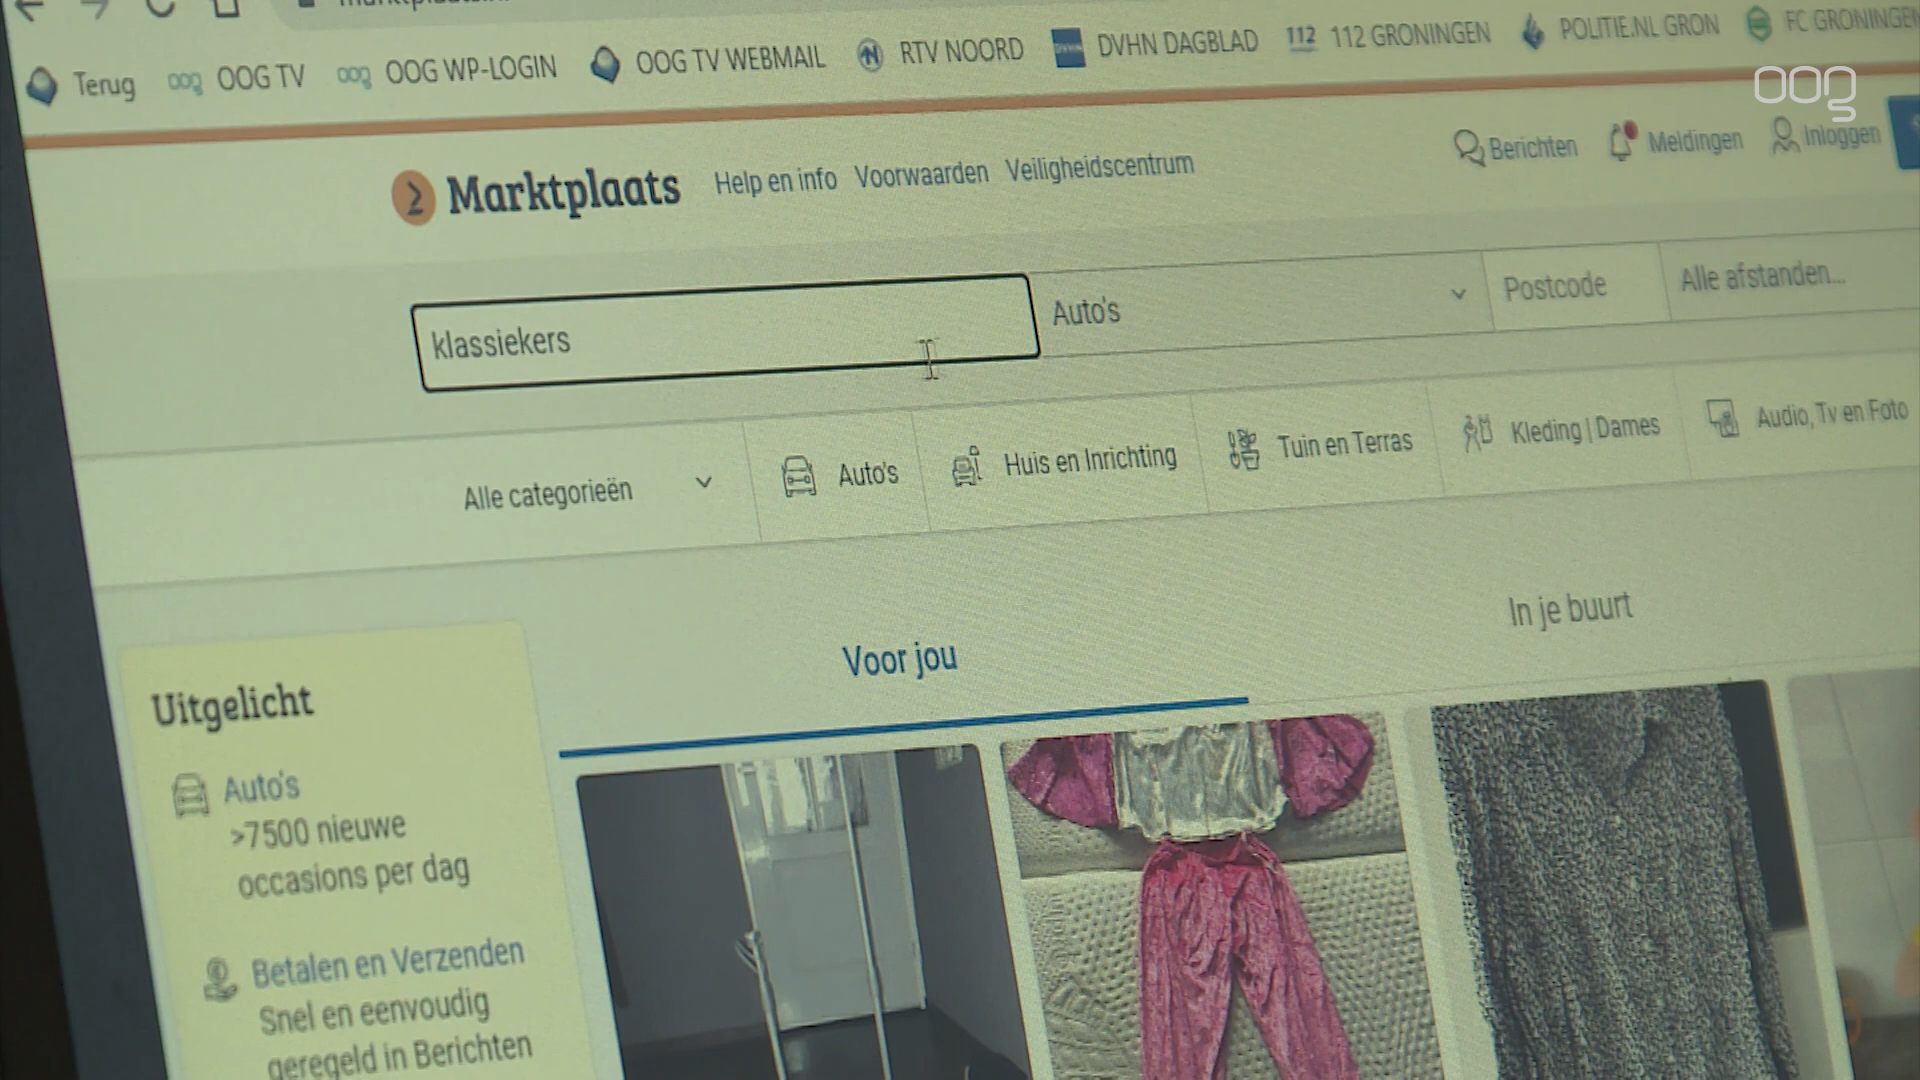 Terug oog OOG TV oog OOG WP-LOGIN OOG TV WEBMAIL N RTV NOORD DVHN DVHN DAGBLAD 112 112 GRONINGEN POLITIE.NL GRON FC GRONINGEN
oog
Marktplaats Help en info Voorwaarden Veiligheidscentrum Berichten Meldingen Inloggen
klassiekers Auto's Postcode Alle afstanden...
Alle categorieën Auto's Huis en Inrichting Tuin en Terras Kleding | Dames Audio, Tv en Foto
Voor jou In je buurt
Uitgelicht
Auto's
>7500 nieuwe
occasions per dag
Betalen en Verzenden
Snel en eenvoudig
geregeld in Berichten